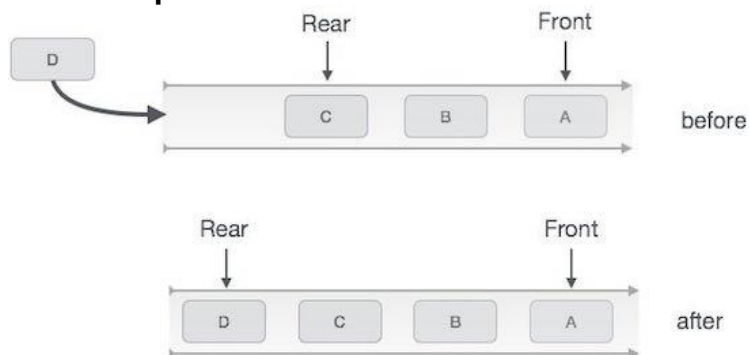 Rear Front
D
C B A
before
Rear Front
D C B A
after